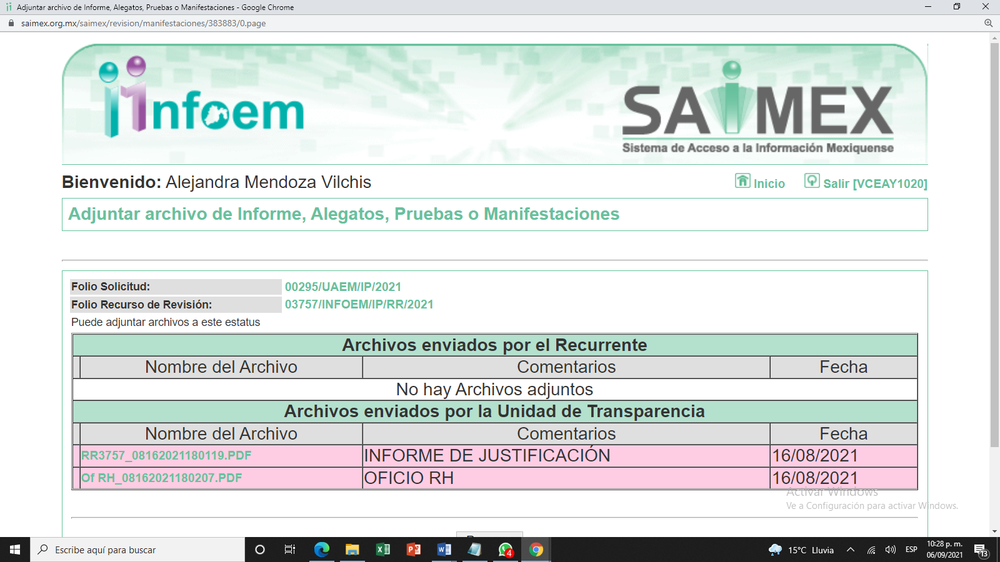 Adjuntar archivo de Informe, Alegatos, Pruebas o Manifestaciones - Google Chrome
saimex.org.mx/saimex/revision/manifestaciones/383883/0.page
infoem
SAIMEX
Sistema de Acceso a la Información Mexiquense
Bienvenido: Alejandra Mendoza Vilchis
Inicio
Salir [VCEAY1020]
Adjuntar archivo de Informe, Alegatos, Pruebas o Manifestaciones
Folio Solicitud: 00295/UAEM/IP/2021
Folio Recurso de Revisión: 03757/INFOEM/IP/RR/2021
Puede adjuntar archivos a este estatus
Archivos enviados por el Recurrente
Nombre del Archivo Comentarios Fecha
No hay Archivos adjuntos
Archivos enviados por la Unidad de Transparencia
Nombre del Archivo Comentarios Fecha
RR3757_08162021180119.PDF INFORME DE JUSTIFICACIÓN 16/08/2021
Of RH_08162021180207.PDF OFICIO RH 16/08/2021
Activar Windows
Ve a Configuración para activar Windows.
Escribe aquí para buscar
4
15°C Lluvia
ESP
10:28 p. m.
06/09/2021
13